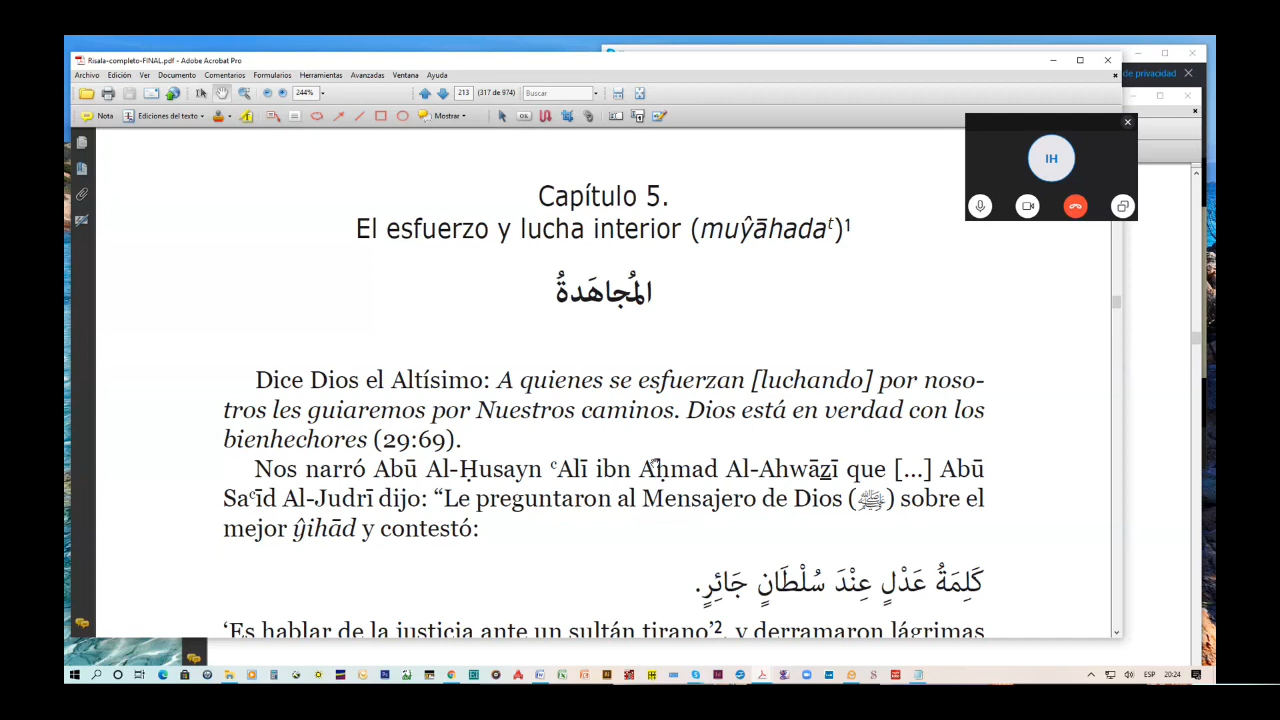 Risala-completo-FINAL.pdf - Adobe Acrobat Pro
Archivo Edición Ver Documento Comentarios Formularios Herramientas Avanzadas Ventana Ayuda
de privacidad
244% 213 (317 de 974) Buscar
Nota Ediciones del texto Mostrar
IH
Capítulo 5.
El esfuerzo y lucha interior (muŷāhadaᵗ)¹
المُجاهَدةُ
Dice Dios el Altísimo: A quienes se esfuerzan [luchando] por noso-
tros les guiaremos por Nuestros caminos. Dios está en verdad con los
bienhechores (29:69).
Nos narró Abū Al-Ḥusayn ᶜAlī ibn Aḥmad Al-Ahwāzī que [...] Abū
Saᶜīd Al-Judrī dijo: “Le preguntaron al Mensajero de Dios (ﷺ) sobre el
mejor ŷihād y contestó:
كَلِمَةُ عَدْلٍ عِنْدَ سُلْطَانٍ جَائِرٍ.
‘Es hablar de la justicia ante un sultán tirano’², y derramaron lágrimas
ESP 20:24